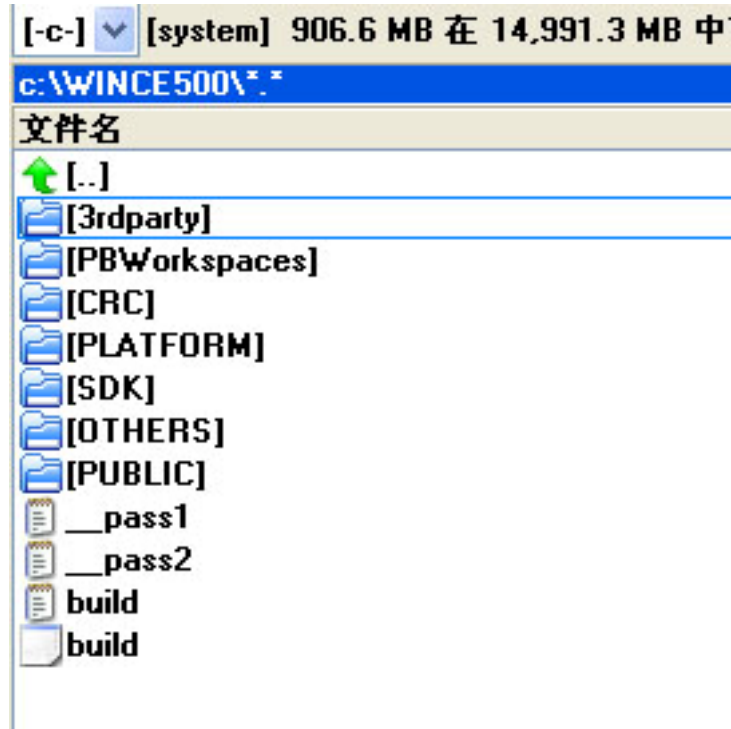 [-c-] [system] 906.6 MB 在 14,991.3 MB 中
c:\WINCE500\*.*
文件名
[..]
[3rdparty]
[PBWorkspaces]
[CRC]
[PLATFORM]
[SDK]
[OTHERS]
[PUBLIC]
__pass1
__pass2
build
build